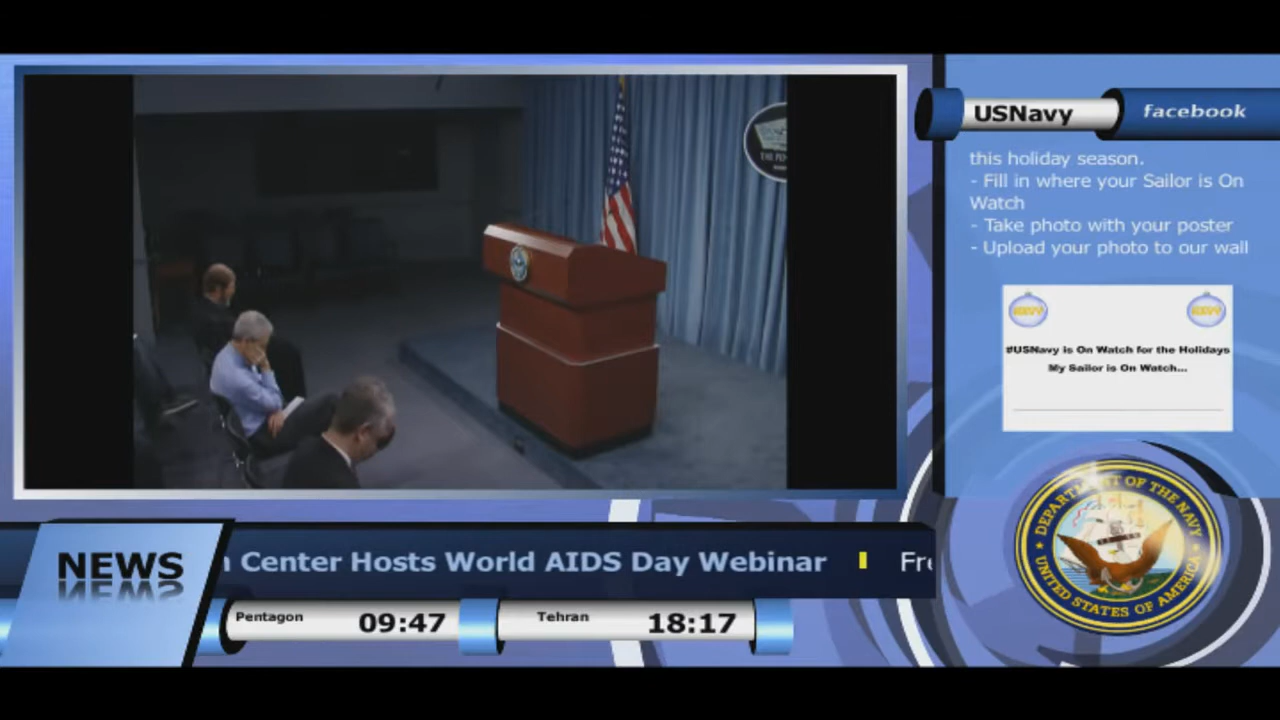 USNavy
facebook
this holiday season.
- Fill in where your Sailor is On
Watch
- Take photo with your poster
- Upload your photo to our wall
#USNavy is On Watch for the Holidays
My Sailor is On Watch...
DEPARTMENT OF THE NAVY
UNITED STATES OF AMERICA
NEWS
Center Hosts World AIDS Day Webinar
Pentagon 09:47
Tehran 18:17